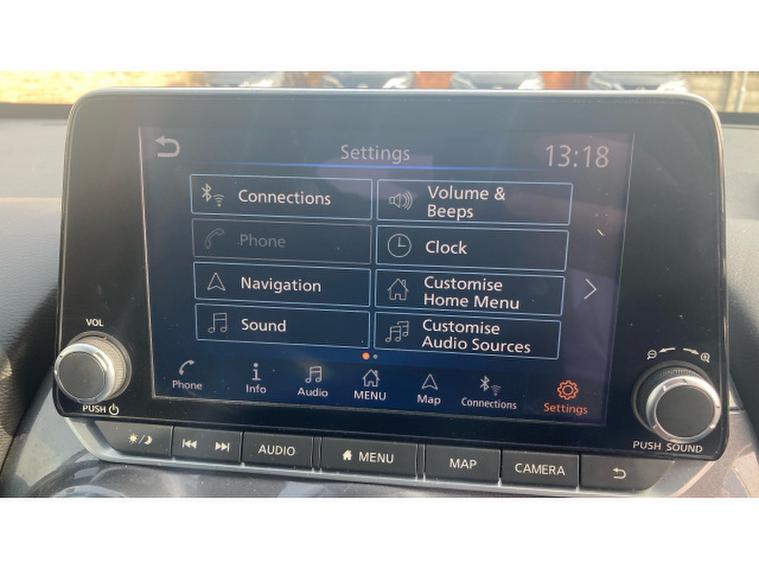 Settings
13:18
Connections
Volume &
Beeps
Phone
Clock
Navigation
Customise
Home Menu
Sound
Customise
Audio Sources
Phone
Info
Audio
MENU
Map
Connections
Settings
VOL
PUSH
PUSH SOUND
AUDIO
MENU
MAP
CAMERA